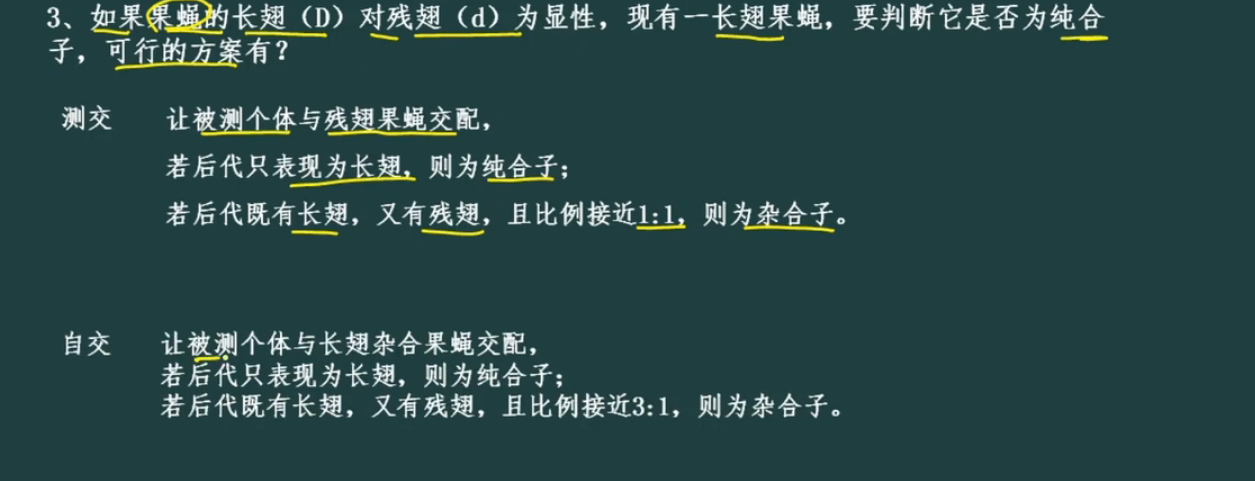 3、如果果蝇的长翅（D）对残翅（d）为显性，现有一长翅果蝇，要判断它是否为纯合
子，可行的方案有？
测交 让被测个体与残翅果蝇交配，
若后代只表现为长翅，则为纯合子；
若后代既有长翅，又有残翅，且比例接近1:1，则为杂合子。
自交 让被测个体与长翅杂合果蝇交配，
若后代只表现为长翅，则为纯合子；
若后代既有长翅，又有残翅，且比例接近3:1，则为杂合子。